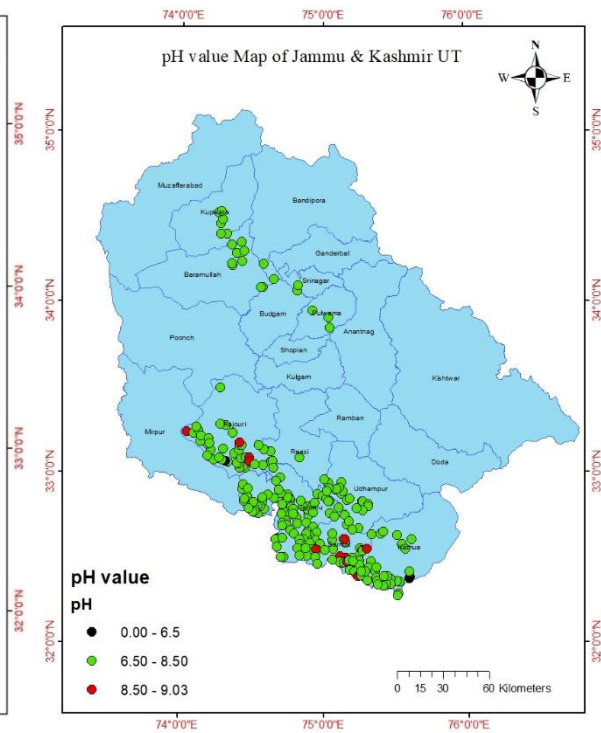 74°0'0"E 75°0'0"E 76°0'0"E
pH value Map of Jammu & Kashmir UT
N
W E
S
35°0'0"N 35°0'0"N
Muzafferabad
Bandipora
Ganderbal
Baramullah
Srinagar
34°0'0"N 34°0'0"N
Budgam
Anantnag
Poonch
Shopian
Kulgam
Kishtwar
Ramban
Mirpur
Rajouri
Reasi
Doda
33°0'0"N 33°0'0"N
Udhampur
Kathua
pH value
pH
0.00 - 6.5
6.50 - 8.50
8.50 - 9.03
32°0'0"N 32°0'0"N
0 15 30 60 Kilometers
74°0'0"E 75°0'0"E 76°0'0"E